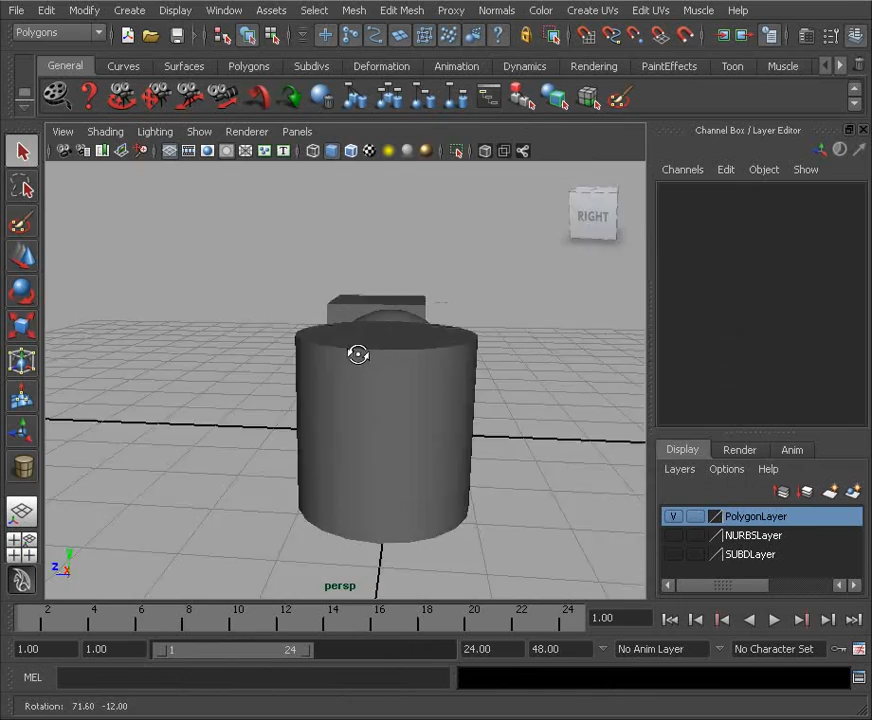 File Edit Modify Create Display Window Assets Select Mesh Edit Mesh Proxy Normals Color Create UVs Edit UVs Muscle Help
Polygons
General Curves Surfaces Polygons Subdivs Deformation Animation Dynamics Rendering PaintEffects Toon Muscle
View Shading Lighting Show Renderer Panels
Channel Box / Layer Editor
Channels Edit Object Show
RIGHT
Display Render Anim
Layers Options Help
V PolygonLayer
NURBSLayer
SUBDLayer
y
z x
persp
2 4 6 8 10 12 14 16 18 20 22 24 1.00
1.00 1.00 1 24 24.00 48.00 No Anim Layer No Character Set
MEL
Rotation: 71.60 -12.00